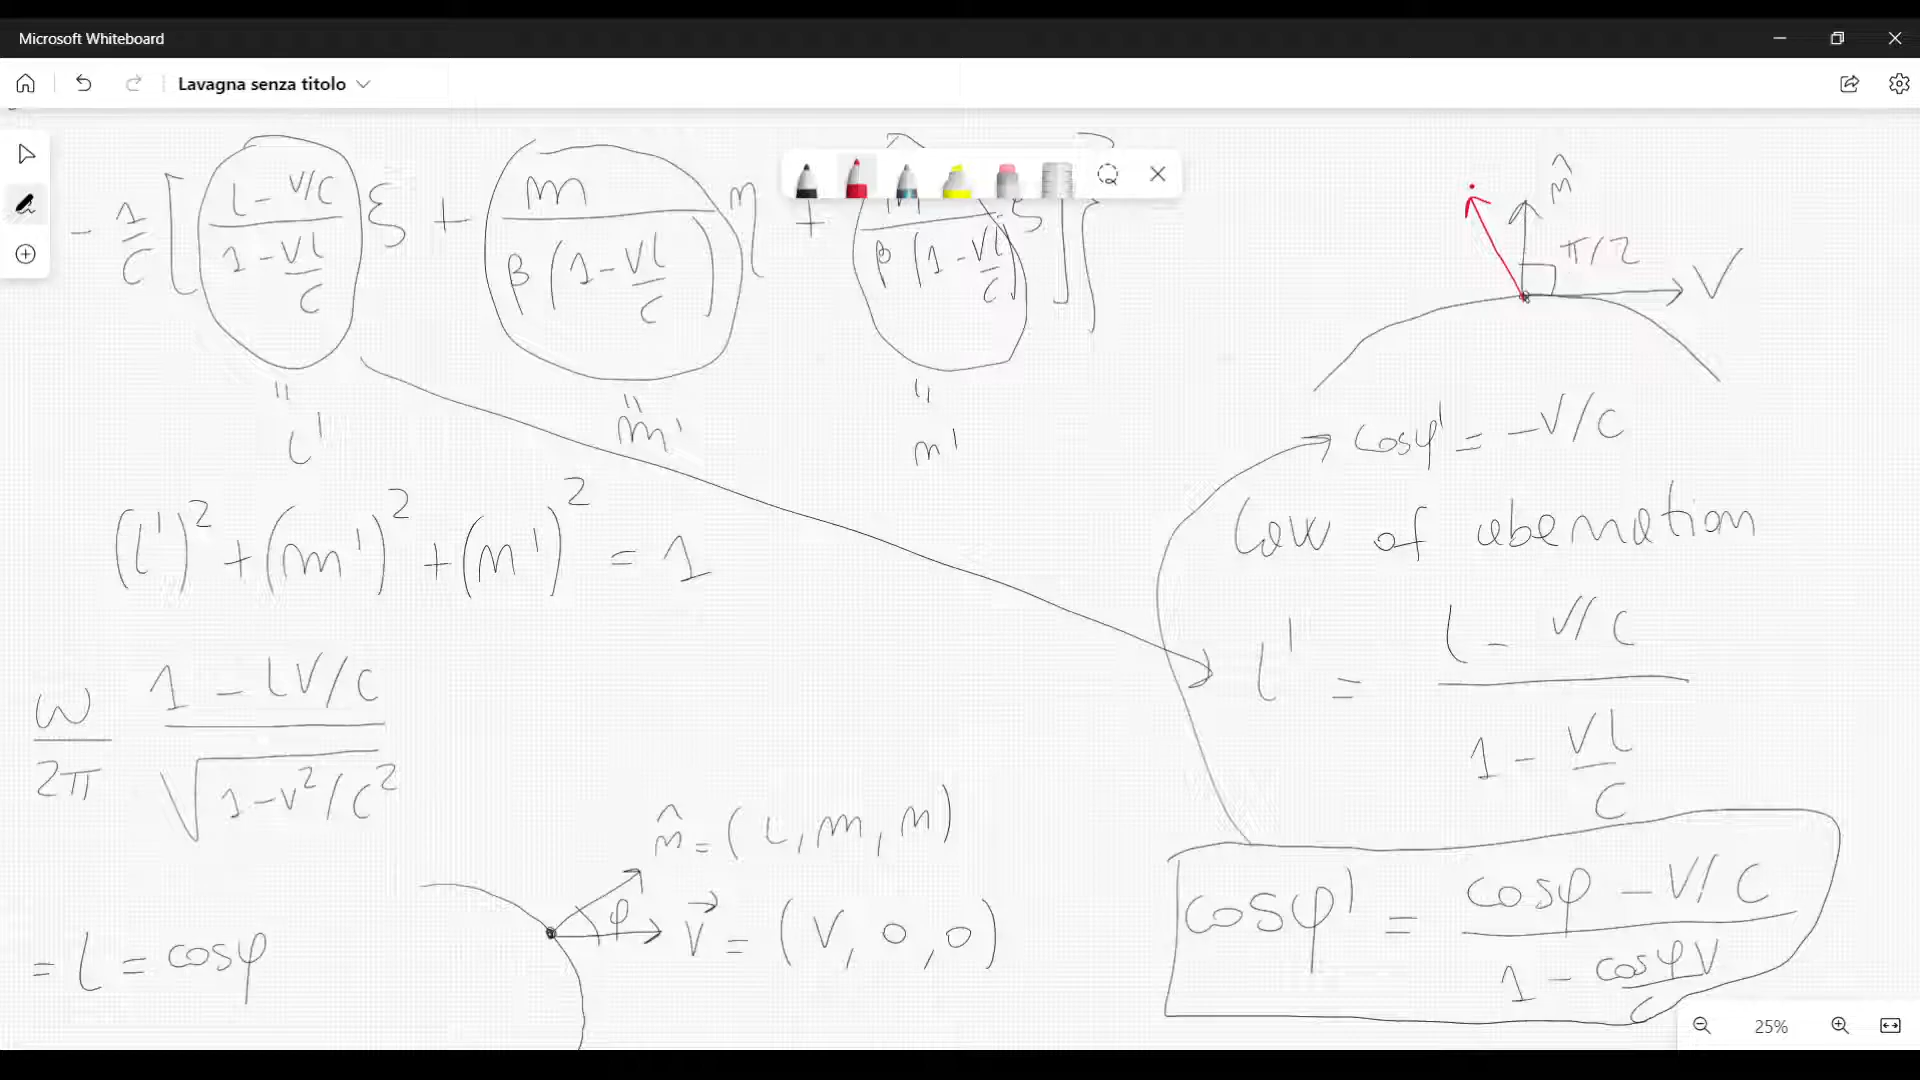 Microsoft Whiteboard
Lavagna senza titolo
- 1/c [ (l - V/C)/(1 - Vl/C) ξ + m/(β(1 - Vl/C)) η + n/(β(1 - Vl/C)) ζ ] }
" " "
l' m' n'
(l')² + (m')² + (n')² = 1
ω/2π (1 - lV/C)/√(1 - v²/C²)
n̂ = (l, m, n)
φ
V⃗ = (V, 0, 0)
= l = cosφ
n̂
π/2
V
cosφ' = -V/C
law of aberration
l' = (l - V/C)/(1 - Vl/C)
cosφ' = (cosφ - V/C)/(1 - cosφV/C)
25%